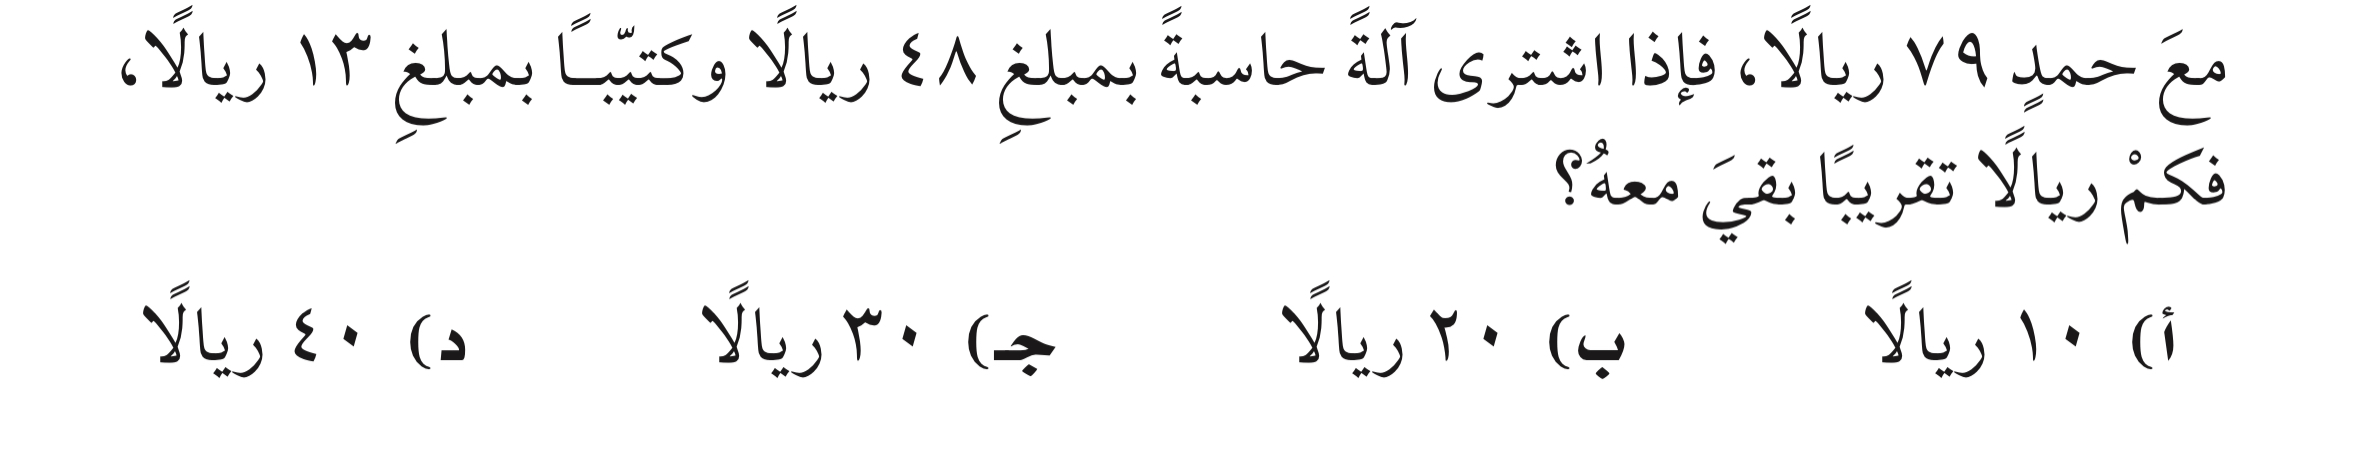 معَ حمدٍ ٧٩ ريالًا، فإذا اشترى آلةً حاسبةً بمبلغِ ٤٨ ريالًا وكتيّبـًا بمبلغِ ١٣ ريالًا،
فكمْ ريالًا تقريبًا بقيَ معهُ؟
أ) ١٠ ريالًا ب) ٢٠ ريالًا جـ) ٣٠ ريالًا د) ٤٠ ريالًا